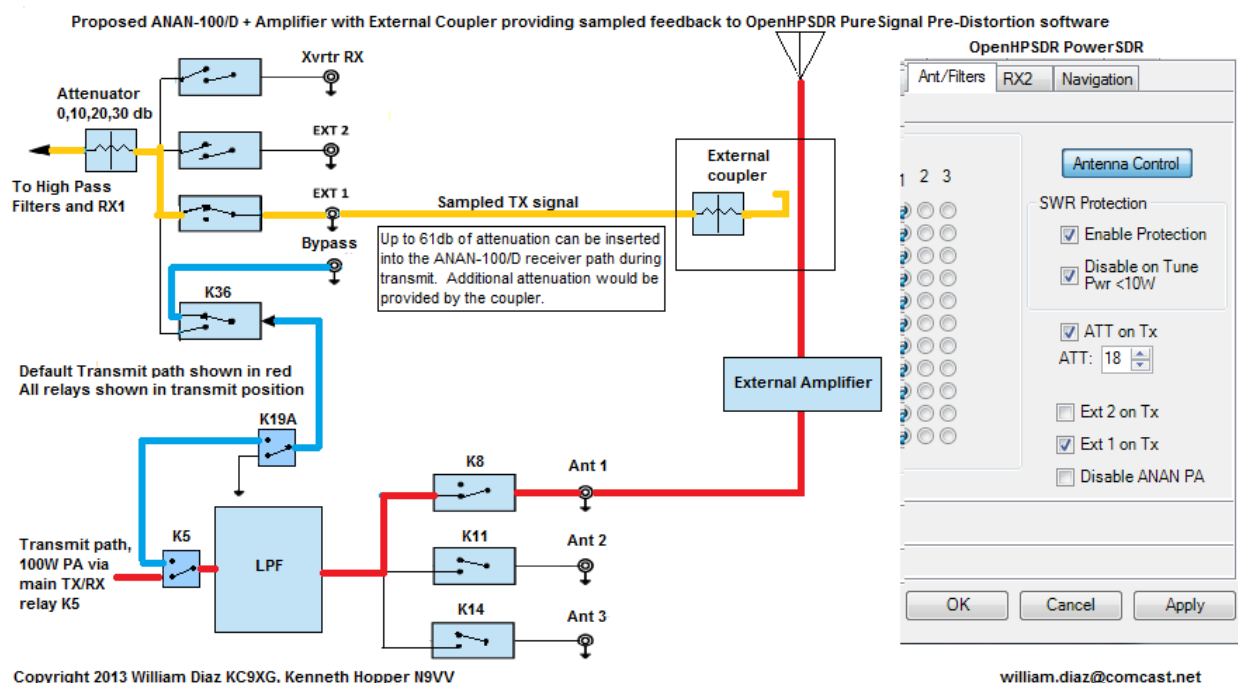 Proposed ANAN-100/D + Amplifier with External Coupler providing sampled feedback to OpenHPSDR PureSignal Pre-Distortion software
Xvrtr RX
Attenuator
0,10,20,30 db
EXT 2
To High Pass
Filters and RX1
EXT 1
Sampled TX signal
External
coupler
Bypass
Up to 61db of attenuation can be inserted
into the ANAN-100/D receiver path during
transmit. Additional attenuation would be
provided by the coupler.
K36
Default Transmit path shown in red
All relays shown in transmit position
External Amplifier
K19A
K8
Ant 1
K5
Transmit path,
100W PA via
main TX/RX
relay K5
LPF
K11
Ant 2
K14
Ant 3
OpenHPSDR PowerSDR
Ant/Filters RX2 Navigation
Antenna Control
1 2 3
SWR Protection
Enable Protection
Disable on Tune
Pwr <10W
ATT on Tx
ATT: 18
Ext 2 on Tx
Ext 1 on Tx
Disable ANAN PA
OK Cancel Apply
Copyright 2013 William Diaz KC9XG, Kenneth Hopper N9VV
william.diaz@comcast.net